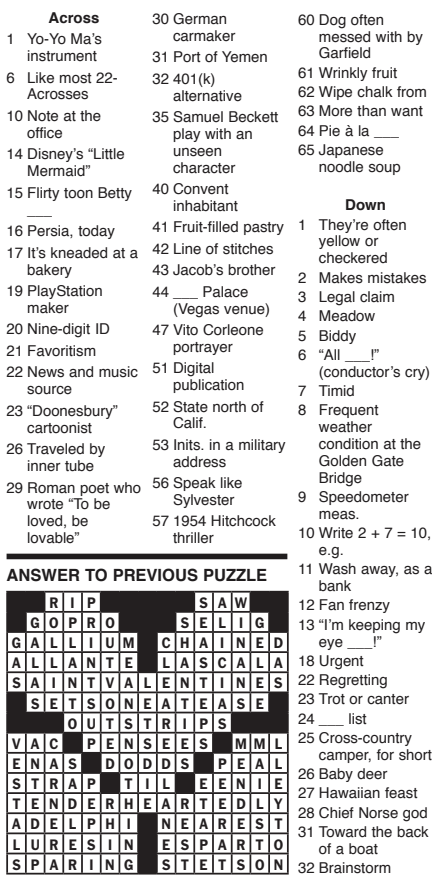 Across
1 Yo-Yo Ma's
instrument
6 Like most 22-
Acrosses
10 Note at the
office
14 Disney's "Little
Mermaid"
15 Flirty toon Betty
___
16 Persia, today
17 It's kneaded at a
bakery
19 PlayStation
maker
20 Nine-digit ID
21 Favoritism
22 News and music
source
23 "Doonesbury"
cartoonist
26 Traveled by
inner tube
29 Roman poet who
wrote "To be
loved, be
lovable"
30 German
carmaker
31 Port of Yemen
32 401(k)
alternative
35 Samuel Beckett
play with an
unseen
character
40 Convent
inhabitant
41 Fruit-filled pastry
42 Line of stitches
43 Jacob's brother
44 ___ Palace
(Vegas venue)
47 Vito Corleone
portrayer
51 Digital
publication
52 State north of
Calif.
53 Inits. in a military
address
56 Speak like
Sylvester
57 1954 Hitchcock
thriller
60 Dog often
messed with by
Garfield
61 Wrinkly fruit
62 Wipe chalk from
63 More than want
64 Pie à la ___
65 Japanese
noodle soup
Down
1 They're often
yellow or
checkered
2 Makes mistakes
3 Legal claim
4 Meadow
5 Biddy
6 "All ___!"
(conductor's cry)
7 Timid
8 Frequent
weather
condition at the
Golden Gate
Bridge
9 Speedometer
meas.
10 Write 2 + 7 = 10,
e.g.
11 Wash away, as a
bank
12 Fan frenzy
13 "I'm keeping my
eye ___!"
18 Urgent
22 Regretting
23 Trot or canter
24 ___ list
25 Cross-country
camper, for short
26 Baby deer
27 Hawaiian feast
28 Chief Norse god
31 Toward the back
of a boat
32 Brainstorm
ANSWER TO PREVIOUS PUZZLE
RIP SAW
GOPRO SELIG
GALLIUM CHAINED
ALLANTE LASCALA
SAINTVALENTINES
SETSONEATEASE
OUTSTRIPS
VAC PENSEES MML
ENAS DODDS PEAL
STRAP TIL EENIE
TENDERHEARTEDLY
ADELPHI NEAREST
LURESIN ESPARTO
SPARING STETSON